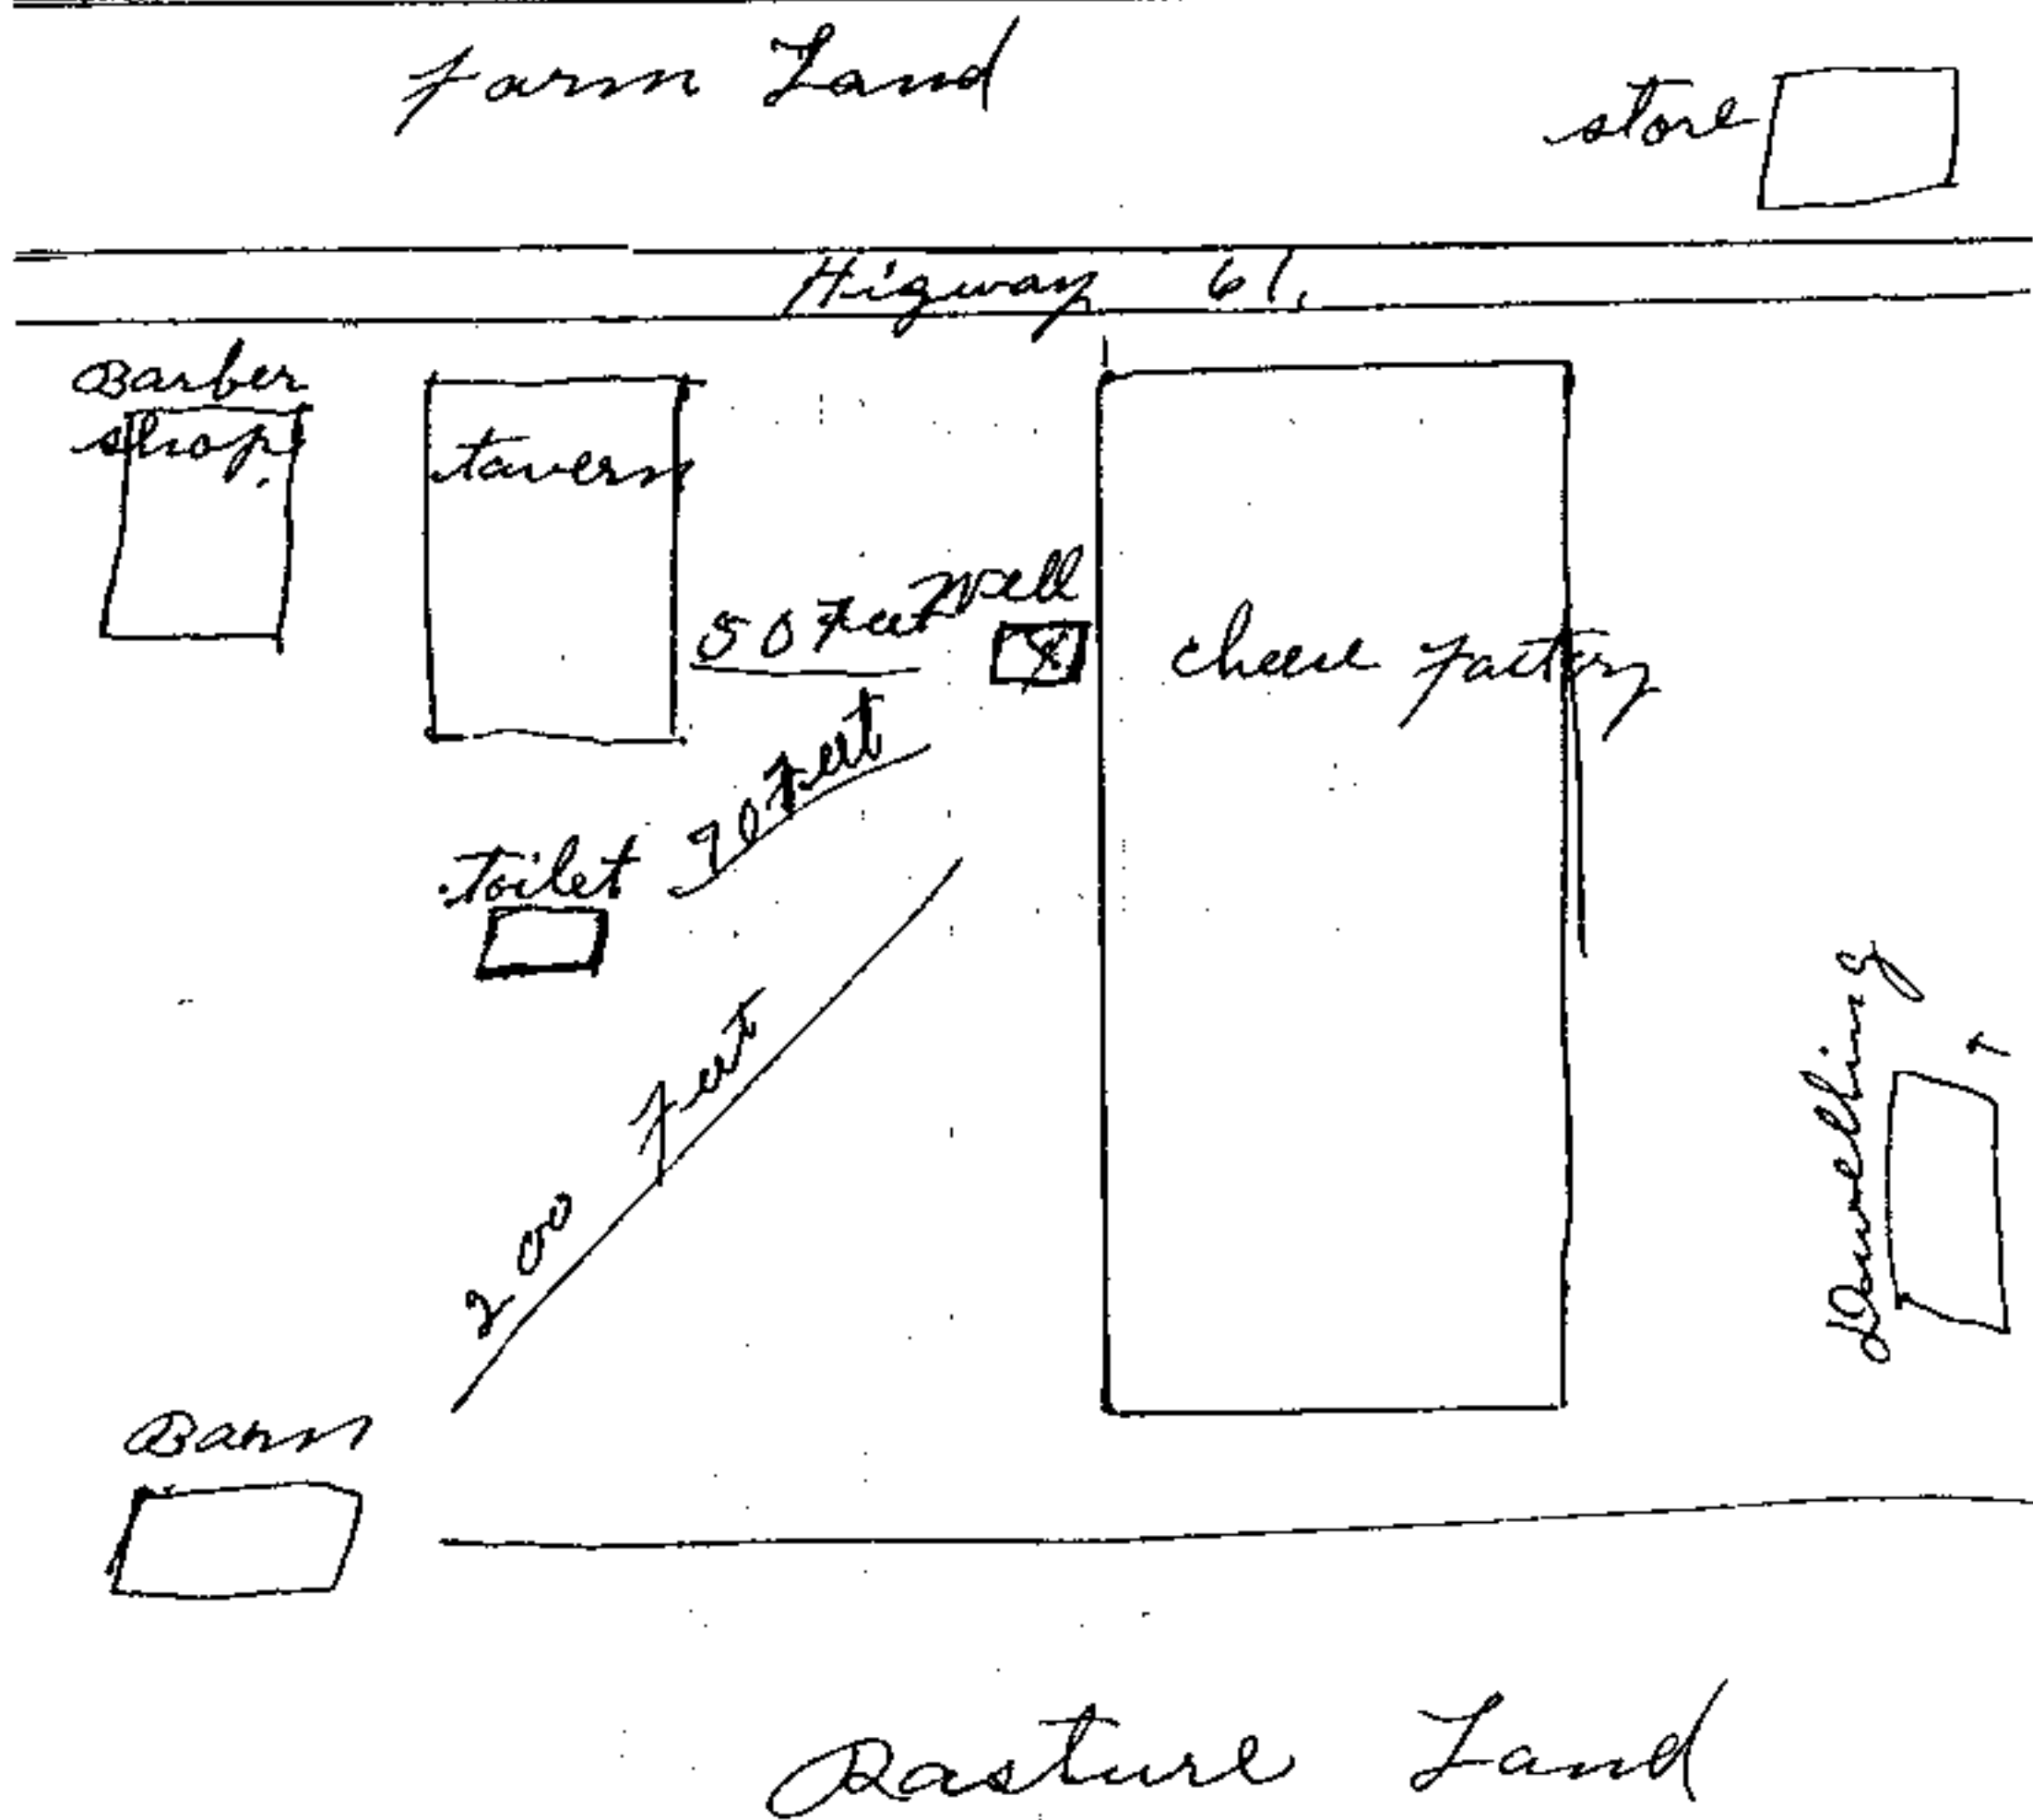 Farm Land
store
Higway 61,
Barber
shop.
tavern
50 Feet
Well
cheese factory
70 feet
Toilet
200 feet
Dwelling
Barn
Pasture Land